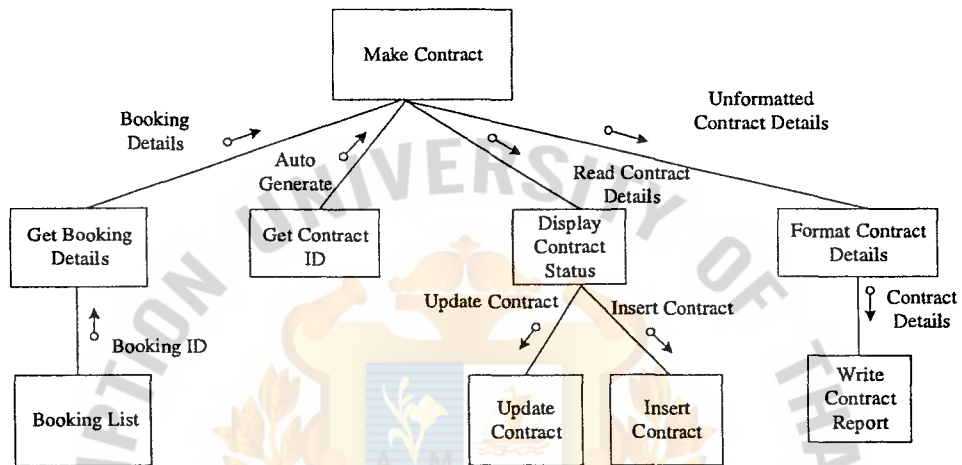 Make Contract
Booking
Details
Unformatted
Contract Details
Auto
Generate
Read Contract
Details
Get Booking
Details
Get Contract
ID
Display
Contract
Status
Format Contract
Details
Update Contract
Insert Contract
Contract
Details
Booking ID
Booking List
Update
Contract
Insert
Contract
Write
Contract
Report
UNIVERSITY OF